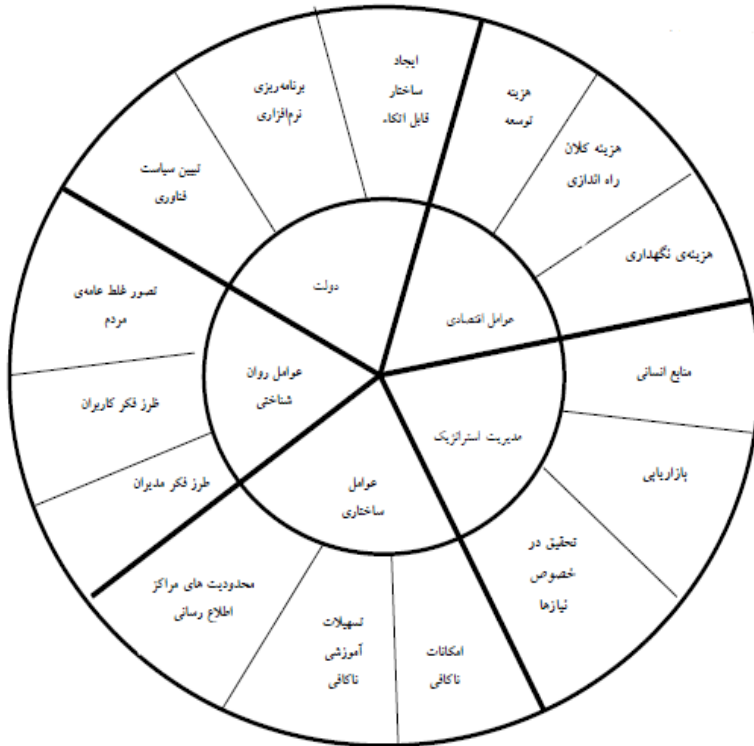 ایجاد
ساختار
قابل اتکاء
هزینه
توسعه
هزینه کلان
راه اندازی
هزینه‌ی نگهداری
منابع انسانی
بازاریابی
تحقیق در
خصوص
نیازها
امکانات
ناکافی
تسهیلات
آموزشی
ناکافی
محدودیت های مراکز
اطلاع رسانی
طرز فکر مدیران
ظرز فکر کاربران
تصور غلط عامه‌ی
مردم
تبیین سیاست
فناوری
برنامه‌ریزی
نرم‌افزاری
دولت
عوامل اقتصادی
مدیریت استراتژیک
عوامل
ساختاری
عوامل روان
شناختی